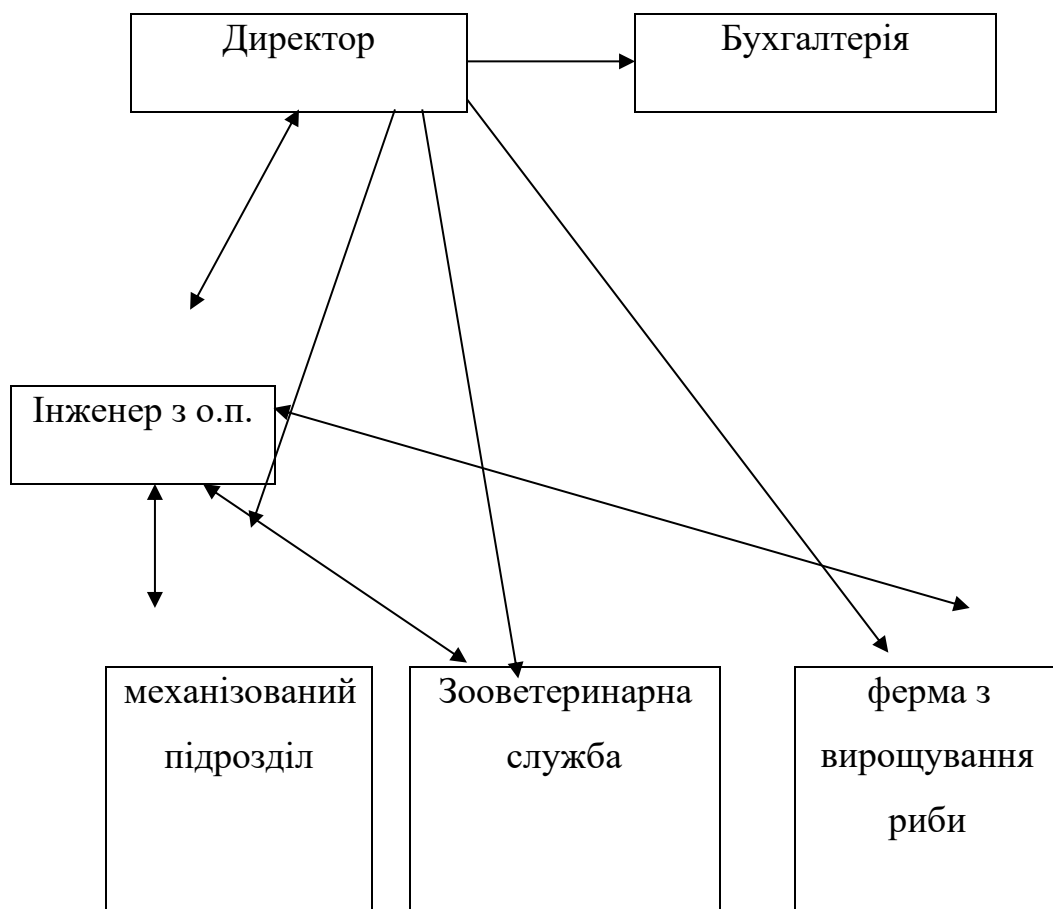 Директор
Бухгалтерія
Інженер з о.п.
механізований
підрозділ
Зооветеринарна
служба
ферма з
вирощування
риби